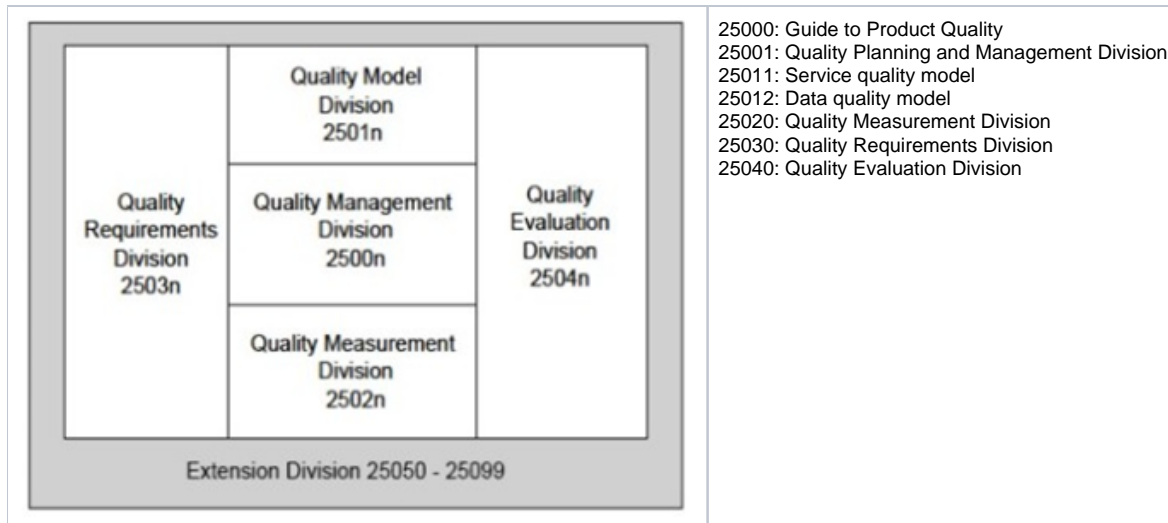 Quality Model
Division
2501n
Quality
Requirements
Division
2503n
Quality Management
Division
2500n
Quality
Evaluation
Division
2504n
Quality Measurement
Division
2502n
Extension Division 25050 - 25099
25000: Guide to Product Quality
25001: Quality Planning and Management Division
25011: Service quality model
25012: Data quality model
25020: Quality Measurement Division
25030: Quality Requirements Division
25040: Quality Evaluation Division